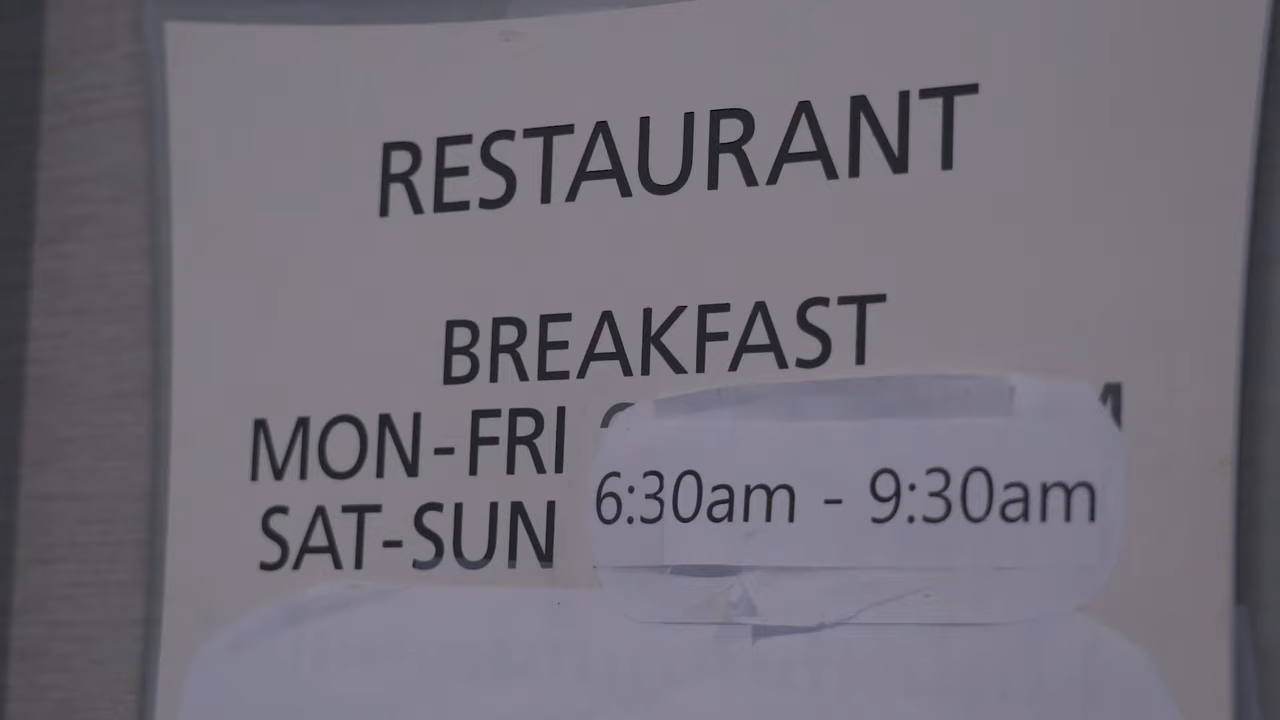 RESTAURANT
BREAKFAST
MON-FRI
6:30am - 9:30am
SAT-SUN